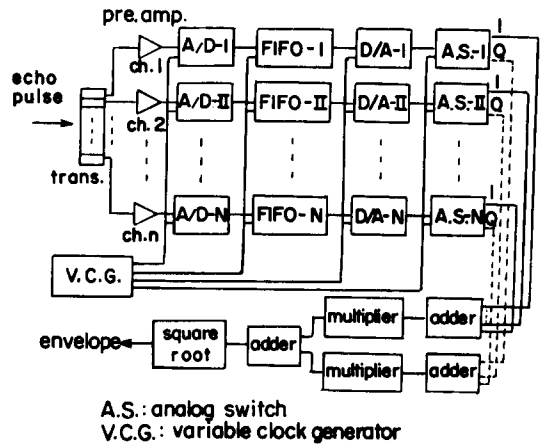 pre.amp.
A/D-I FIFO-I D/A-I A.S.-I I Q
ch.1
echo pulse
A/D-II FIFO-II D/A-II A.S.-II I Q
ch.2
trans.
A/D-N FIFO-N D/A-N A.S.-N I Q
ch.n
V.C.G.
multiplier adder
envelope square root adder
multiplier adder
A.S.: analog switch
V.C.G.: variable clock generator